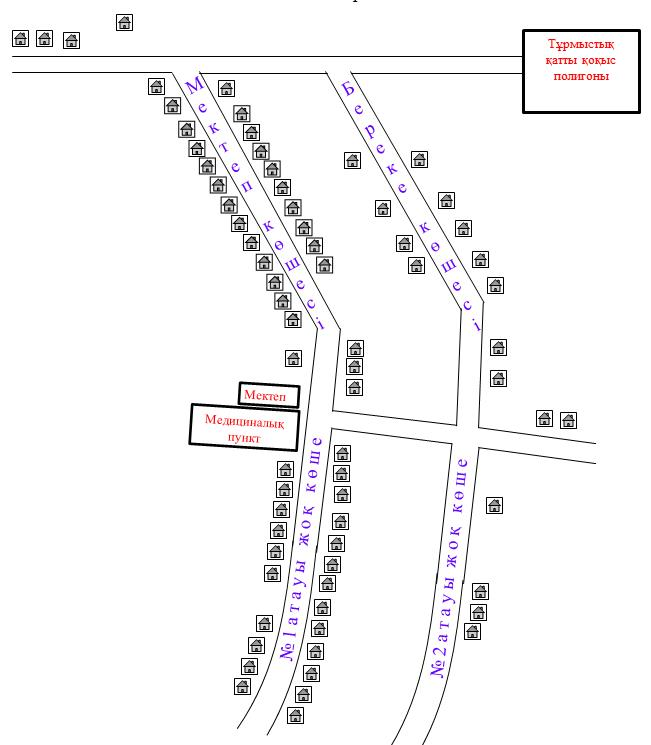 Тұрмыстық
қатты қоқыс
полигоны
Мектеп көшесі
Береке көшесі
Мектеп
Медициналық
пункт
№1атауы жоқ көше
№2атауы жоқ көше